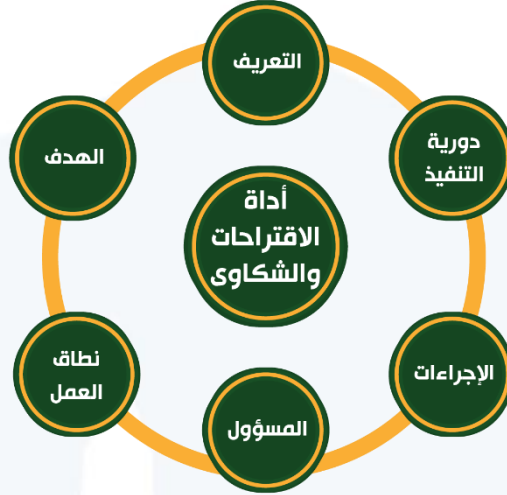 التعريف
دورية
التنفيذ
الهدف
أداة
الاقتراحات
والشكاوى
نطاق
العمل
الإجراءات
المسؤول